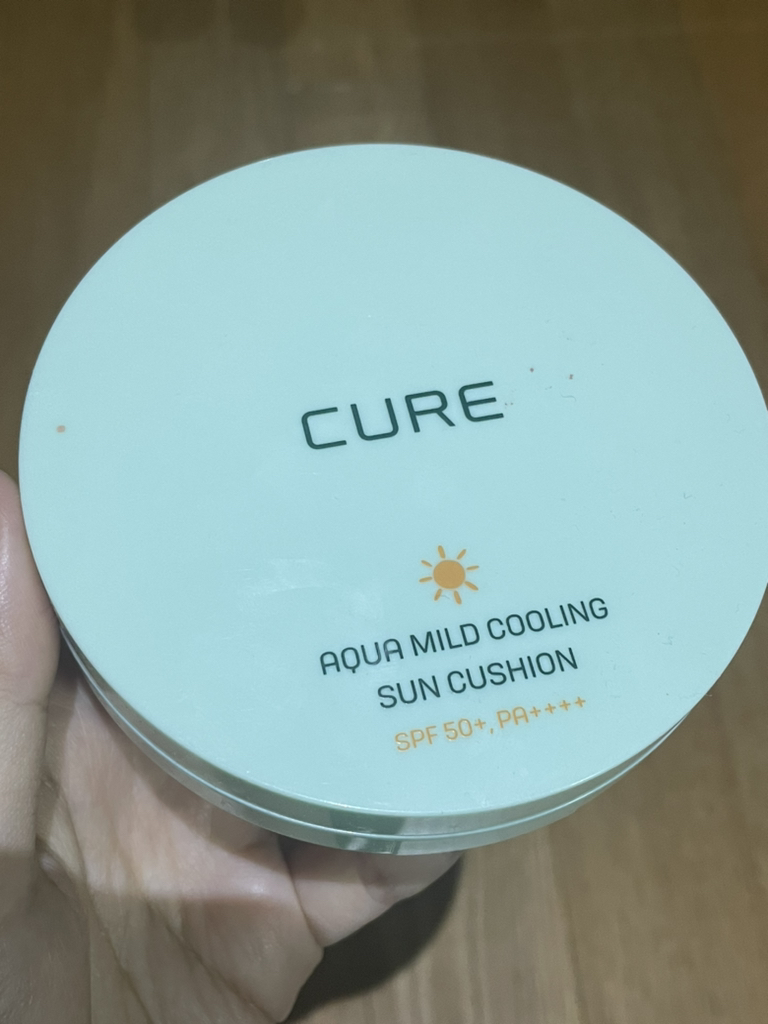 CURE
AQUA MILD COOLING
SUN CUSHION
SPF 50+, PA++++